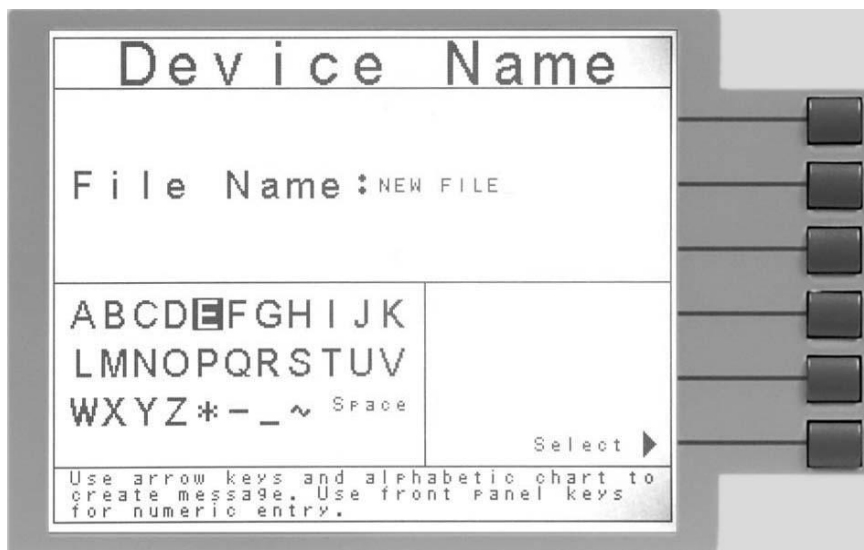 Device Name
File Name: NEW FILE_
ABCDEFGHIJK
LMNOPQRSTUV
WXYZ*-_~ Space
Select ▶
Use arrow keys and alphabetic chart to
create message. Use front panel keys
for numeric entry.